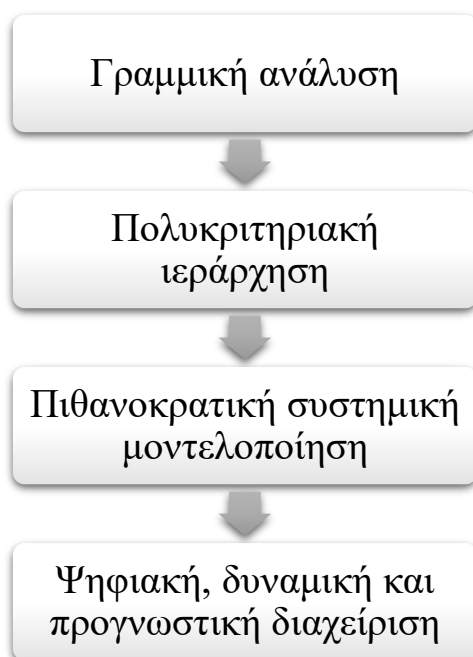 Γραμμική ανάλυση
Πολυκριτηριακή
ιεράρχηση
Πιθανοκρατική συστημική
μοντελοποίηση
Ψηφιακή, δυναμική και
προγνωστική διαχείριση